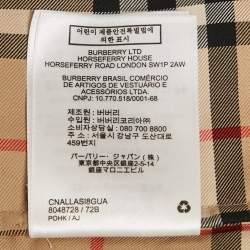 어린이 제품안전특별법에
의한 표시
BURBERRY LTD
HORSEFERRY HOUSE
HORSEFERRY ROAD LONDON SW1P 2AW
BURBERRY BRASIL COMÉRCIO
DE ARTIGOS DE VESTUARIO E
ACESSÓRIOS LTDA.
CNPJ: 10.770.518/0001-68
제조원 : 버버리
수입원 : 버버리코리아㈜
소비자상담실 : 080 700 8800
주소 : 서울시 강남구 도산대로
459번지
バーバリー・ジャパン(株)
東京都中央区銀座2-5-14
銀座マロニエビル
CNALLASI8GUA
8048728 / 72B
POHK / AJ